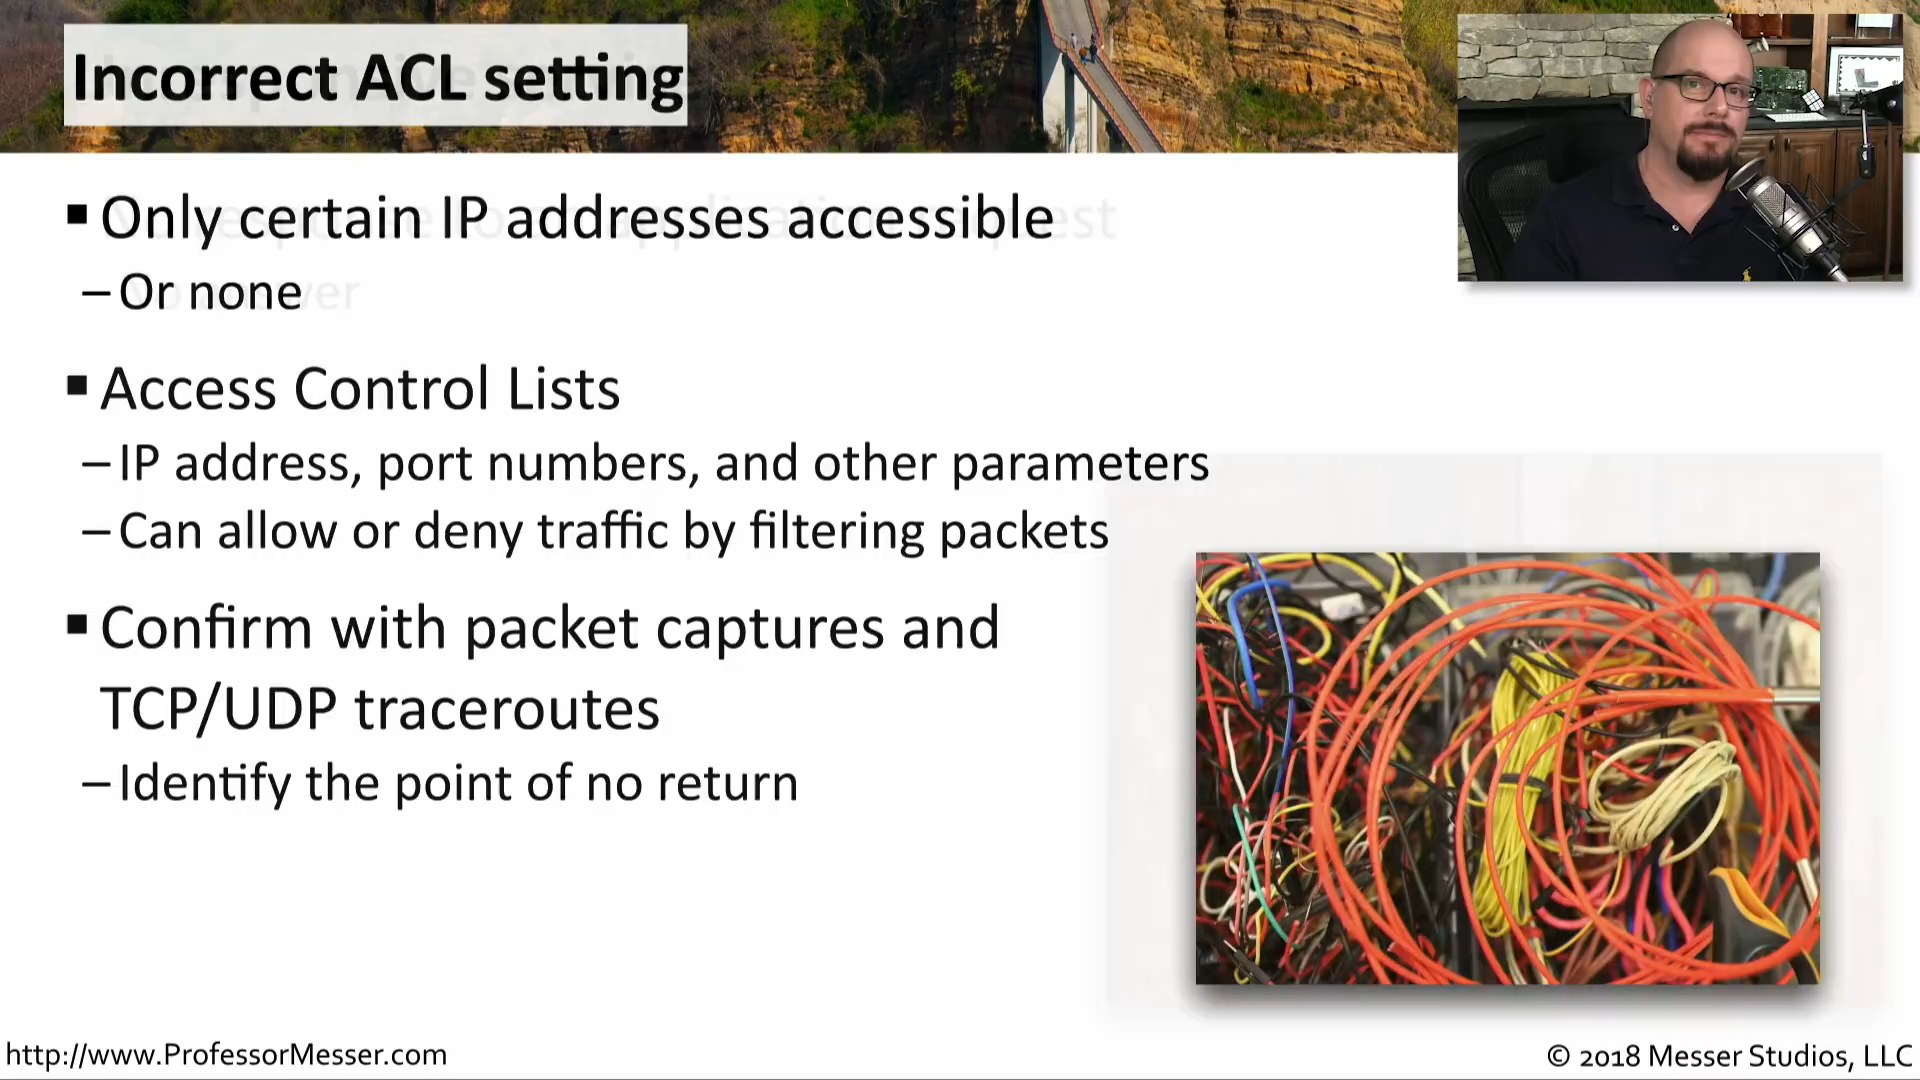 Incorrect ACL setting
▪ Only certain IP addresses accessible
– Or none
▪ Access Control Lists
– IP address, port numbers, and other parameters
– Can allow or deny traffic by filtering packets
▪ Confirm with packet captures and
TCP/UDP traceroutes
– Identify the point of no return
http://www.ProfessorMesser.com
© 2018 Messer Studios, LLC